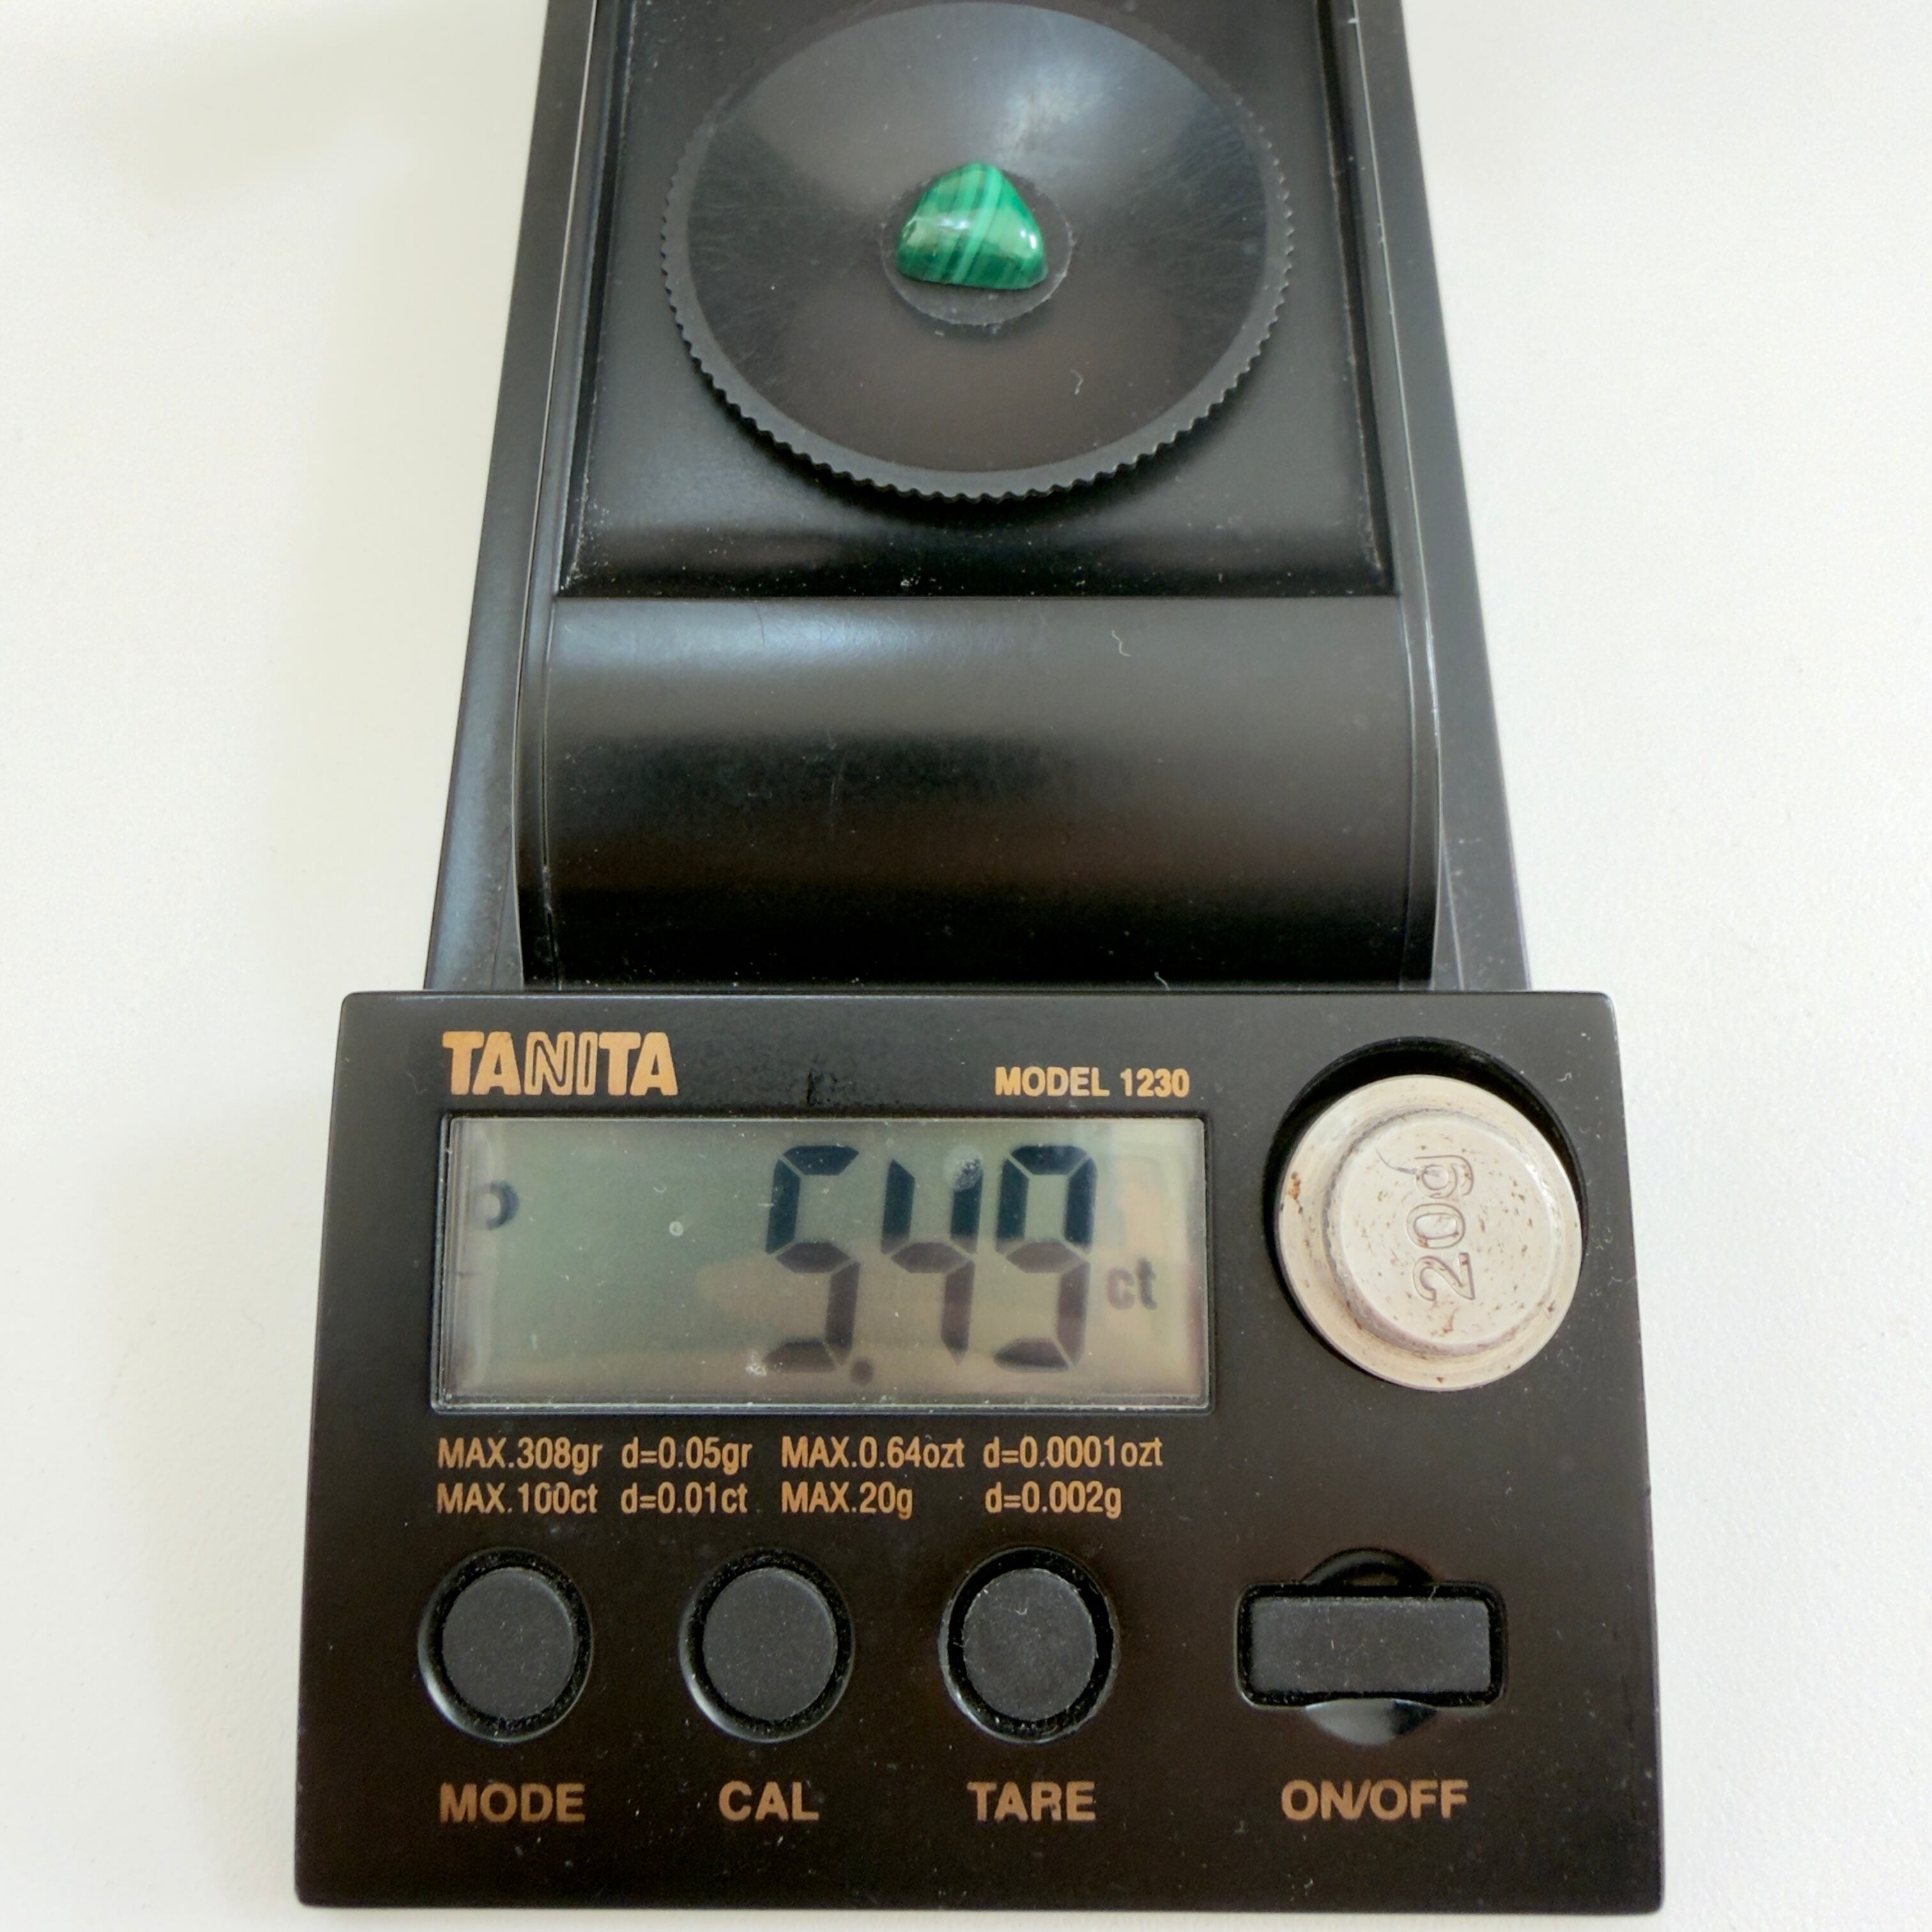 TANITA
MODEL 1230
5.49 ct
20g
MAX.308gr d=0.05gr MAX.0.64ozt d=0.0001ozt
MAX.100ct d=0.01ct MAX.20g d=0.002g
MODE CAL TARE ON/OFF